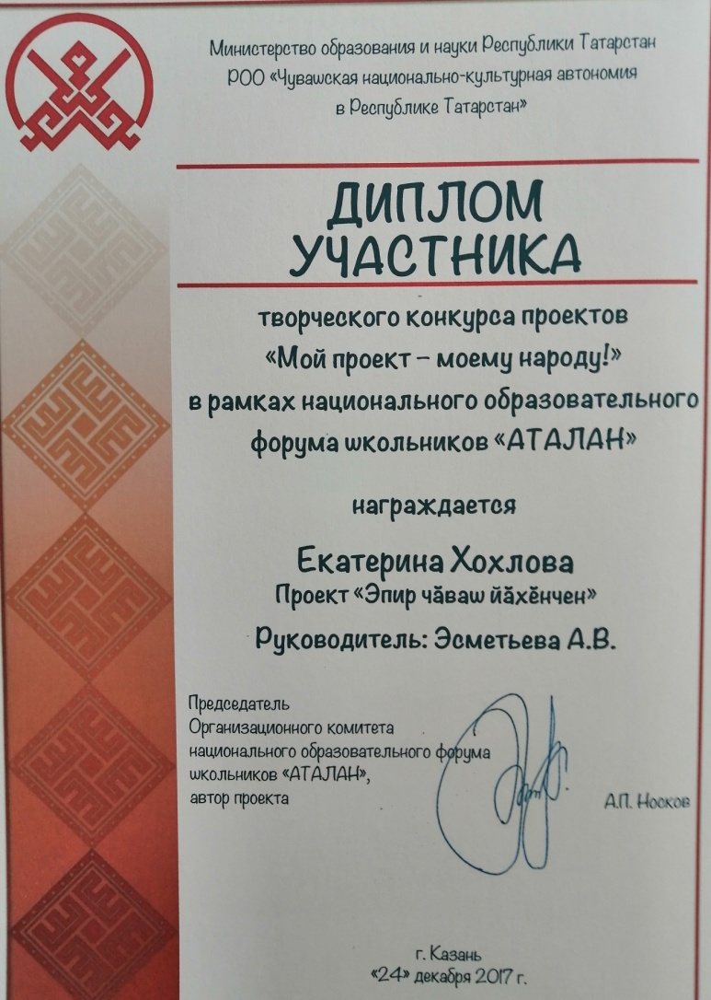 Министерство образования и науки Республики Татарстан
РОО «Чувашская национально-культурная автономия
в Республике Татарстан»
ДИПЛОМ
УЧАСТНИКА
творческого конкурса проектов
«Мой проект – моему народу!»
в рамках национального образовательного
форума школьников «АТАЛАН»
награждается
Екатерина Хохлова
Проект «Эпир чӑваш йӑхӗнчен»
Руководитель: Эсметьева А.В.
Председатель
Организационного комитета
национального образовательного форума
школьников «АТАЛАН»,
автор проекта
А.П. Носков
г. Казань
«24» декабря 2017 г.